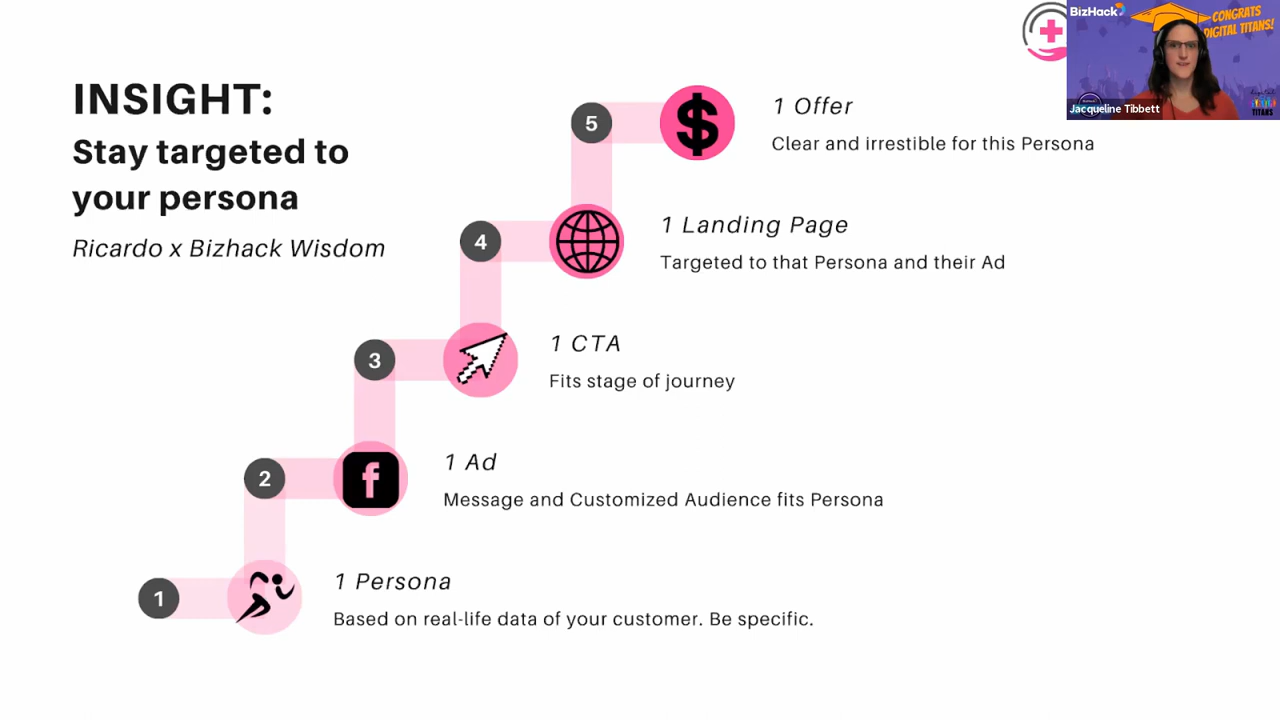 INSIGHT:
Stay targeted to
your persona
Ricardo x Bizhack Wisdom
5
$
1 Offer
Clear and irrestible for this Persona
4
1 Landing Page
Targeted to that Persona and their Ad
3
1 CTA
Fits stage of journey
2
f
1 Ad
Message and Customized Audience fits Persona
1
1 Persona
Based on real-life data of your customer. Be specific.
BizHack
CONGRATS
DIGITAL TITANS!
Jacqueline Tibbett
TITANS